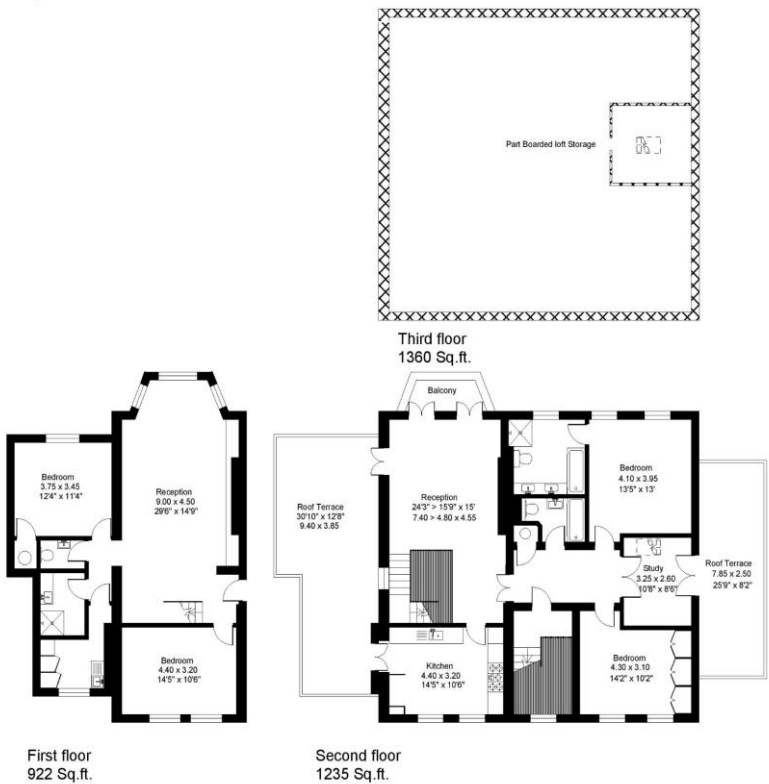 Part Boarded loft Storage
Third floor
1360 Sq.ft.
Balcony
Bedroom
3.75 x 3.45
12'4" x 11'4"
Reception
9.00 x 4.50
29'6" x 14'9"
Bedroom
4.40 x 3.20
14'5" x 10'6"
First floor
922 Sq.ft.
Roof Terrace
30'10" x 12'8"
9.40 x 3.85
Reception
24'3" > 15'9" x 15'
7.40 > 4.80 x 4.55
Bedroom
4.10 x 3.95
13'5" x 13'
Study
3.25 x 2.60
10'8" x 8'6"
Roof Terrace
7.85 x 2.50
25'9" x 8'2"
Kitchen
4.40 x 3.20
14'5" x 10'6"
Bedroom
4.30 x 3.10
14'2" x 10'2"
Second floor
1235 Sq.ft.